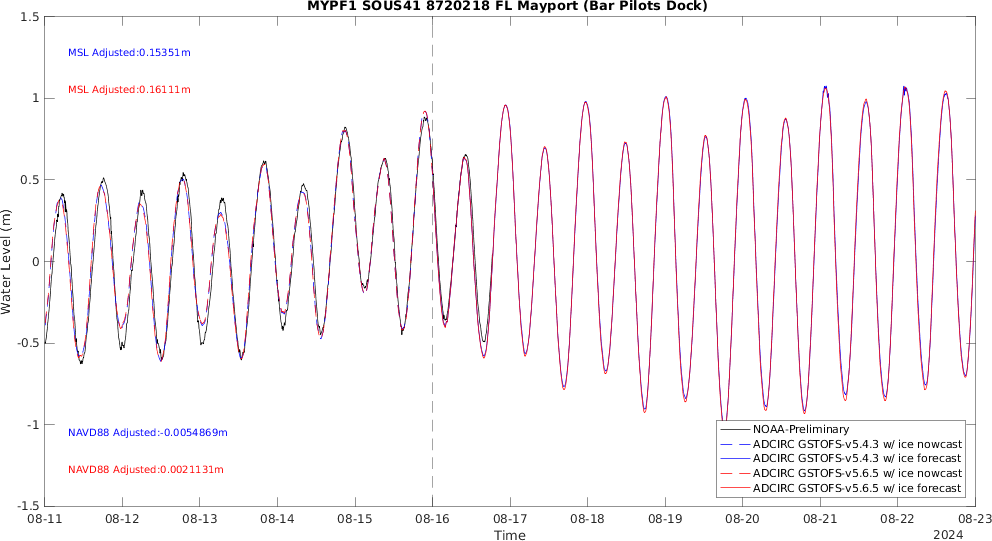 MYPF1 SOUS41 8720218 FL Mayport (Bar Pilots Dock)
1.5
1
0.5
0
-0.5
-1
-1.5
Water Level (m)
MSL Adjusted:0.15351m
MSL Adjusted:0.16111m
NAVD88 Adjusted:-0.0054869m
NAVD88 Adjusted:0.0021131m
NOAA-Preliminary
ADCIRC GSTOFS-v5.4.3 w/ ice nowcast
ADCIRC GSTOFS-v5.4.3 w/ ice forecast
ADCIRC GSTOFS-v5.6.5 w/ ice nowcast
ADCIRC GSTOFS-v5.6.5 w/ ice forecast
08-11 08-12 08-13 08-14 08-15 08-16 08-17 08-18 08-19 08-20 08-21 08-22 08-23
Time
2024